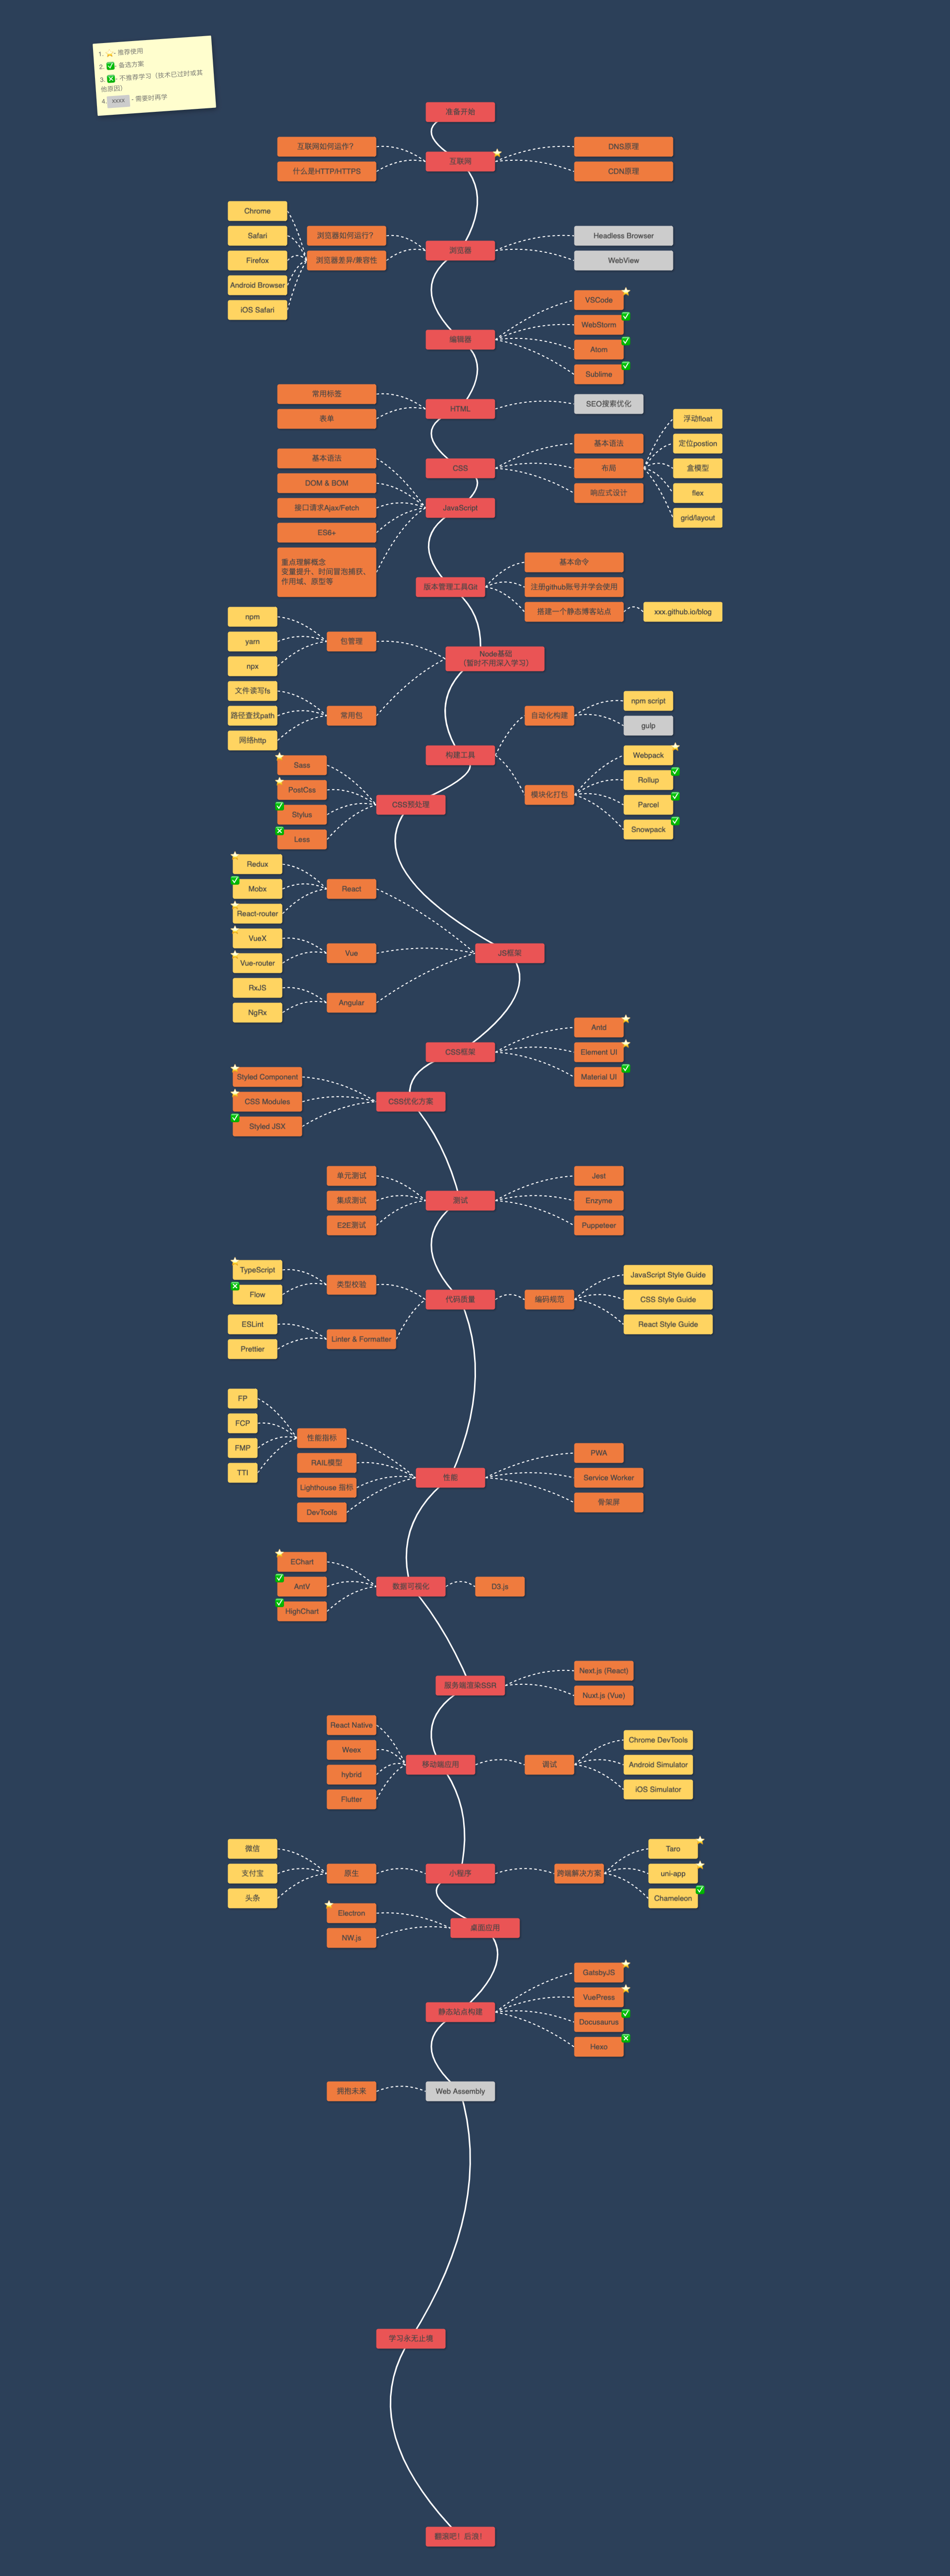 1. ⭐- 推荐使用
2. ✅- 备选方案
3. ❎- 不推荐学习（技术已过时或其
他原因）
4. xxxx - 需要时再学
准备开始
互联网如何运作?
什么是HTTP/HTTPS
互联网
DNS原理
CDN原理
Chrome
Safari
Firefox
Android Browser
iOS Safari
浏览器如何运行?
浏览器差异/兼容性
浏览器
Headless Browser
WebView
编辑器
VSCode
WebStorm
Atom
Sublime
常用标签
表单
HTML
SEO搜索优化
CSS
基本语法
布局
响应式设计
浮动float
定位postion
盒模型
flex
grid/layout
基本语法
DOM & BOM
接口请求Ajax/Fetch
ES6+
重点理解概念
变量提升、时间冒泡捕获、
作用域、原型等
JavaScript
版本管理工具Git
基本命令
注册github账号并学会使用
搭建一个静态博客站点
xxx.github.io/blog
npm
yarn
npx
包管理
文件读写fs
路径查找path
网络http
常用包
Node基础
（暂时不用深入学习）
构建工具
自动化构建
npm script
gulp
模块化打包
Webpack
Rollup
Parcel
Snowpack
Sass
PostCss
Stylus
Less
CSS预处理
Redux
Mobx
React-router
React
VueX
Vue-router
Vue
RxJS
NgRx
Angular
JS框架
CSS框架
Antd
Element UI
Material UI
Styled Component
CSS Modules
Styled JSX
CSS优化方案
单元测试
集成测试
E2E测试
测试
Jest
Enzyme
Puppeteer
TypeScript
Flow
类型校验
ESLint
Prettier
Linter & Formatter
代码质量
编码规范
JavaScript Style Guide
CSS Style Guide
React Style Guide
FP
FCP
FMP
TTI
性能指标
RAIL模型
Lighthouse 指标
DevTools
性能
PWA
Service Worker
骨架屏
EChart
AntV
HighChart
数据可视化
D3.js
服务端渲染SSR
Next.js (React)
Nuxt.js (Vue)
React Native
Weex
hybrid
Flutter
移动端应用
调试
Chrome DevTools
Android Simulator
iOS Simulator
微信
支付宝
头条
原生
小程序
跨端解决方案
Taro
uni-app
Chameleon
Electron
NW.js
桌面应用
静态站点构建
GatsbyJS
VuePress
Docusaurus
Hexo
拥抱未来
Web Assembly
学习永无止境
翻滚吧！后浪！